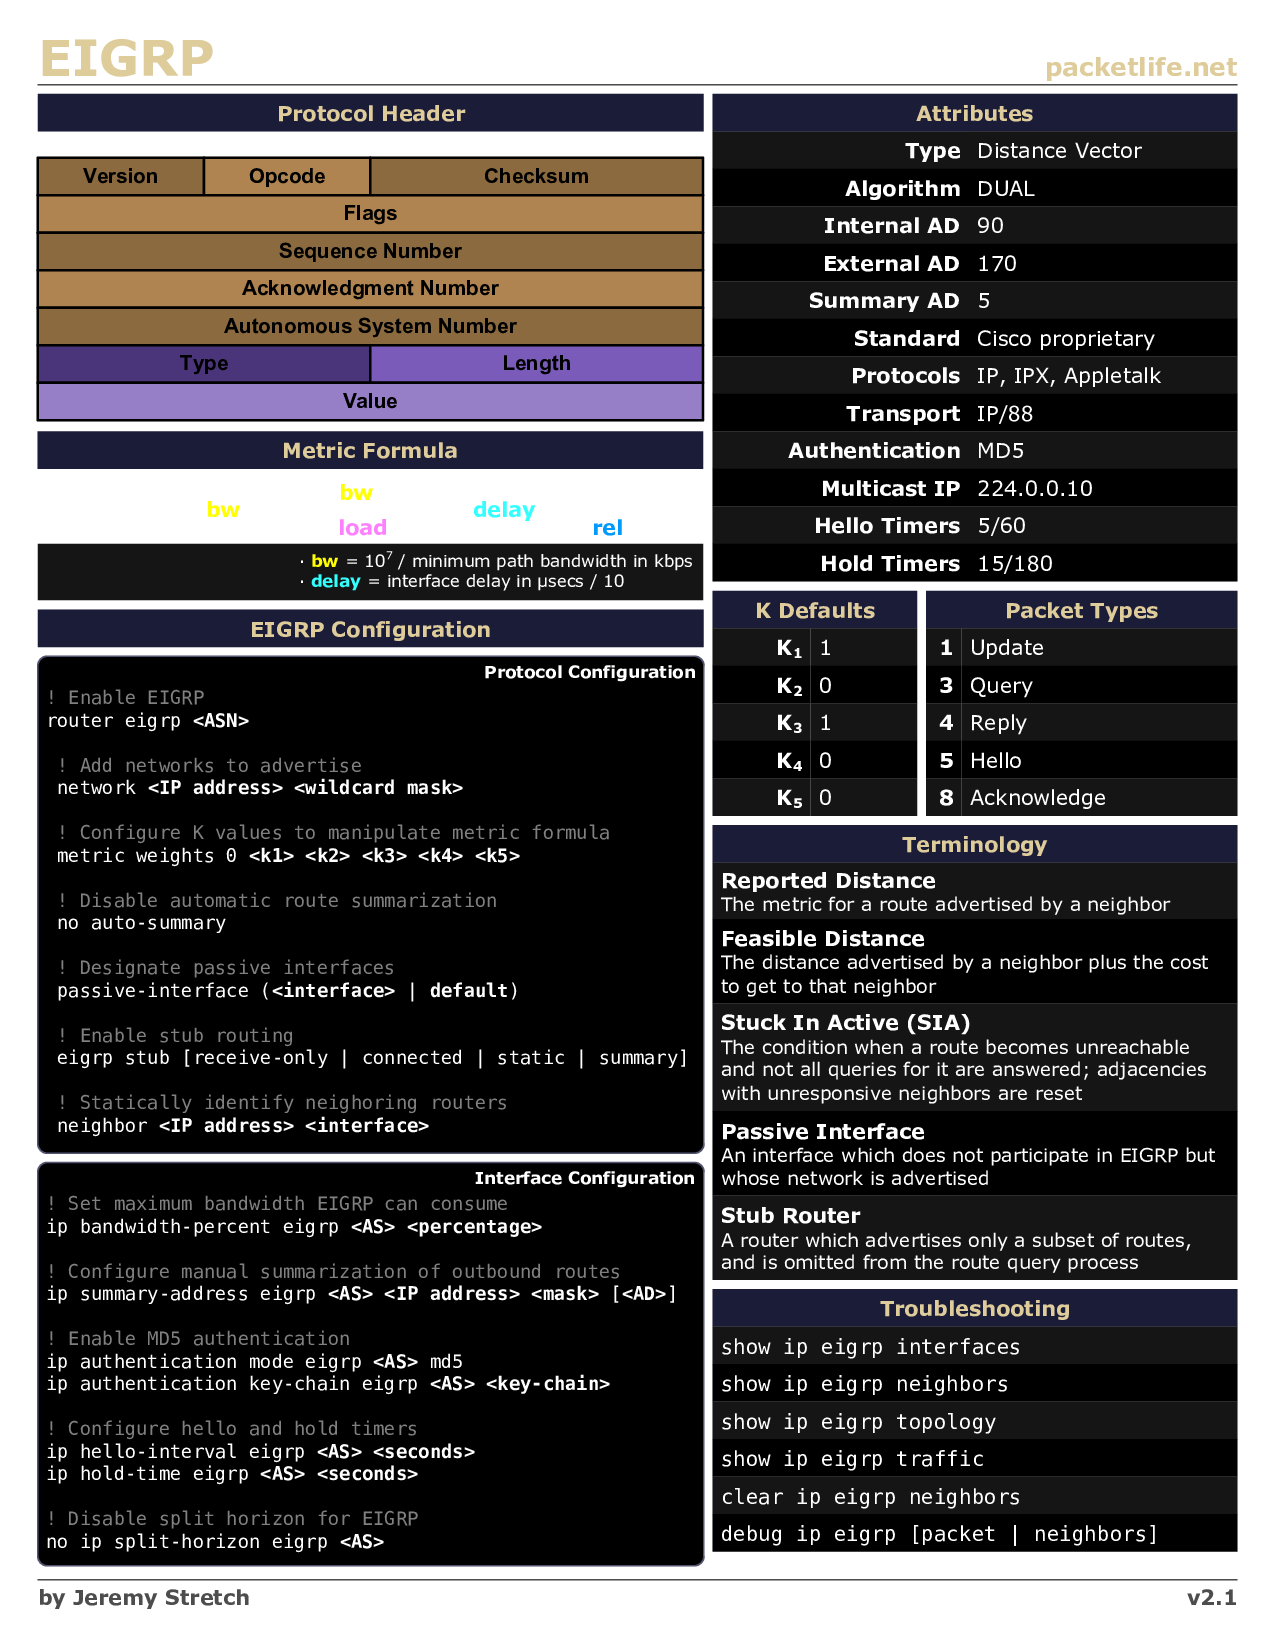 EIGRP
packetlife.net
Protocol Header
Version Opcode Checksum
Flags
Sequence Number
Acknowledgment Number
Autonomous System Number
Type Length
Value
Metric Formula
bw
bw delay
load rel
· bw = 10⁷ / minimum path bandwidth in kbps
· delay = interface delay in µsecs / 10
EIGRP Configuration
Protocol Configuration
! Enable EIGRP
router eigrp <ASN>
! Add networks to advertise
network <IP address> <wildcard mask>
! Configure K values to manipulate metric formula
metric weights 0 <k1> <k2> <k3> <k4> <k5>
! Disable automatic route summarization
no auto-summary
! Designate passive interfaces
passive-interface (<interface> | default)
! Enable stub routing
eigrp stub [receive-only | connected | static | summary]
! Statically identify neighoring routers
neighbor <IP address> <interface>
Interface Configuration
! Set maximum bandwidth EIGRP can consume
ip bandwidth-percent eigrp <AS> <percentage>
! Configure manual summarization of outbound routes
ip summary-address eigrp <AS> <IP address> <mask> [<AD>]
! Enable MD5 authentication
ip authentication mode eigrp <AS> md5
ip authentication key-chain eigrp <AS> <key-chain>
! Configure hello and hold timers
ip hello-interval eigrp <AS> <seconds>
ip hold-time eigrp <AS> <seconds>
! Disable split horizon for EIGRP
no ip split-horizon eigrp <AS>
Attributes
Type Distance Vector
Algorithm DUAL
Internal AD 90
External AD 170
Summary AD 5
Standard Cisco proprietary
Protocols IP, IPX, Appletalk
Transport IP/88
Authentication MD5
Multicast IP 224.0.0.10
Hello Timers 5/60
Hold Timers 15/180
K Defaults
K₁ 1
K₂ 0
K₃ 1
K₄ 0
K₅ 0
Packet Types
1 Update
3 Query
4 Reply
5 Hello
8 Acknowledge
Terminology
Reported Distance
The metric for a route advertised by a neighbor
Feasible Distance
The distance advertised by a neighbor plus the cost
to get to that neighbor
Stuck In Active (SIA)
The condition when a route becomes unreachable
and not all queries for it are answered; adjacencies
with unresponsive neighbors are reset
Passive Interface
An interface which does not participate in EIGRP but
whose network is advertised
Stub Router
A router which advertises only a subset of routes,
and is omitted from the route query process
Troubleshooting
show ip eigrp interfaces
show ip eigrp neighbors
show ip eigrp topology
show ip eigrp traffic
clear ip eigrp neighbors
debug ip eigrp [packet | neighbors]
by Jeremy Stretch
v2.1